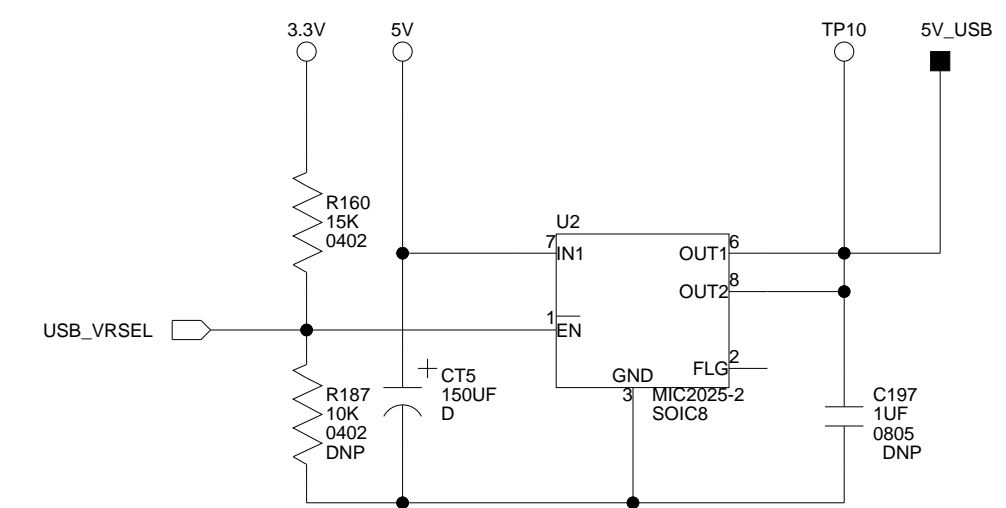 3.3V
5V
TP10
5V_USB
R160
15K
0402
U2
7
IN1
OUT1
6
OUT2
8
USB_VRSEL
1
EN
FLG
2
GND
3
MIC2025-2
SOIC8
+
CT5
150UF
D
R187
10K
0402
DNP
C197
1UF
0805
DNP